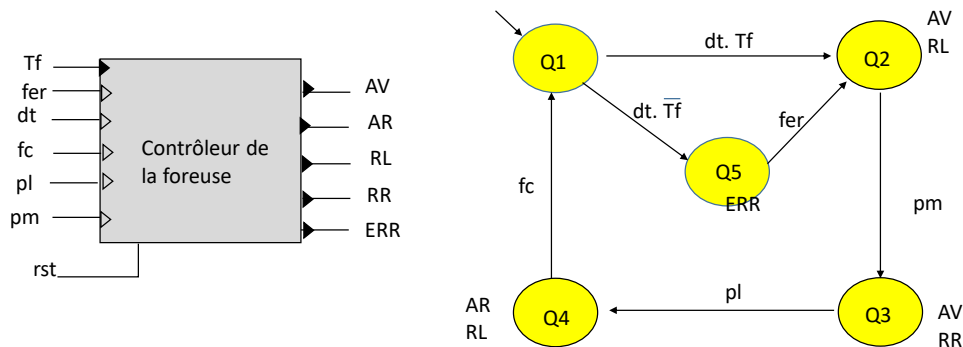 Tf
fer
dt
fc
pl
pm
rst
Contrôleur de
la foreuse
AV
AR
RL
RR
ERR
Q1
dt. Tf
Q2
AV
RL
dt. T̅f̅
fer
Q5
ERR
fc
pm
AR
RL
Q4
pl
Q3
AV
RR